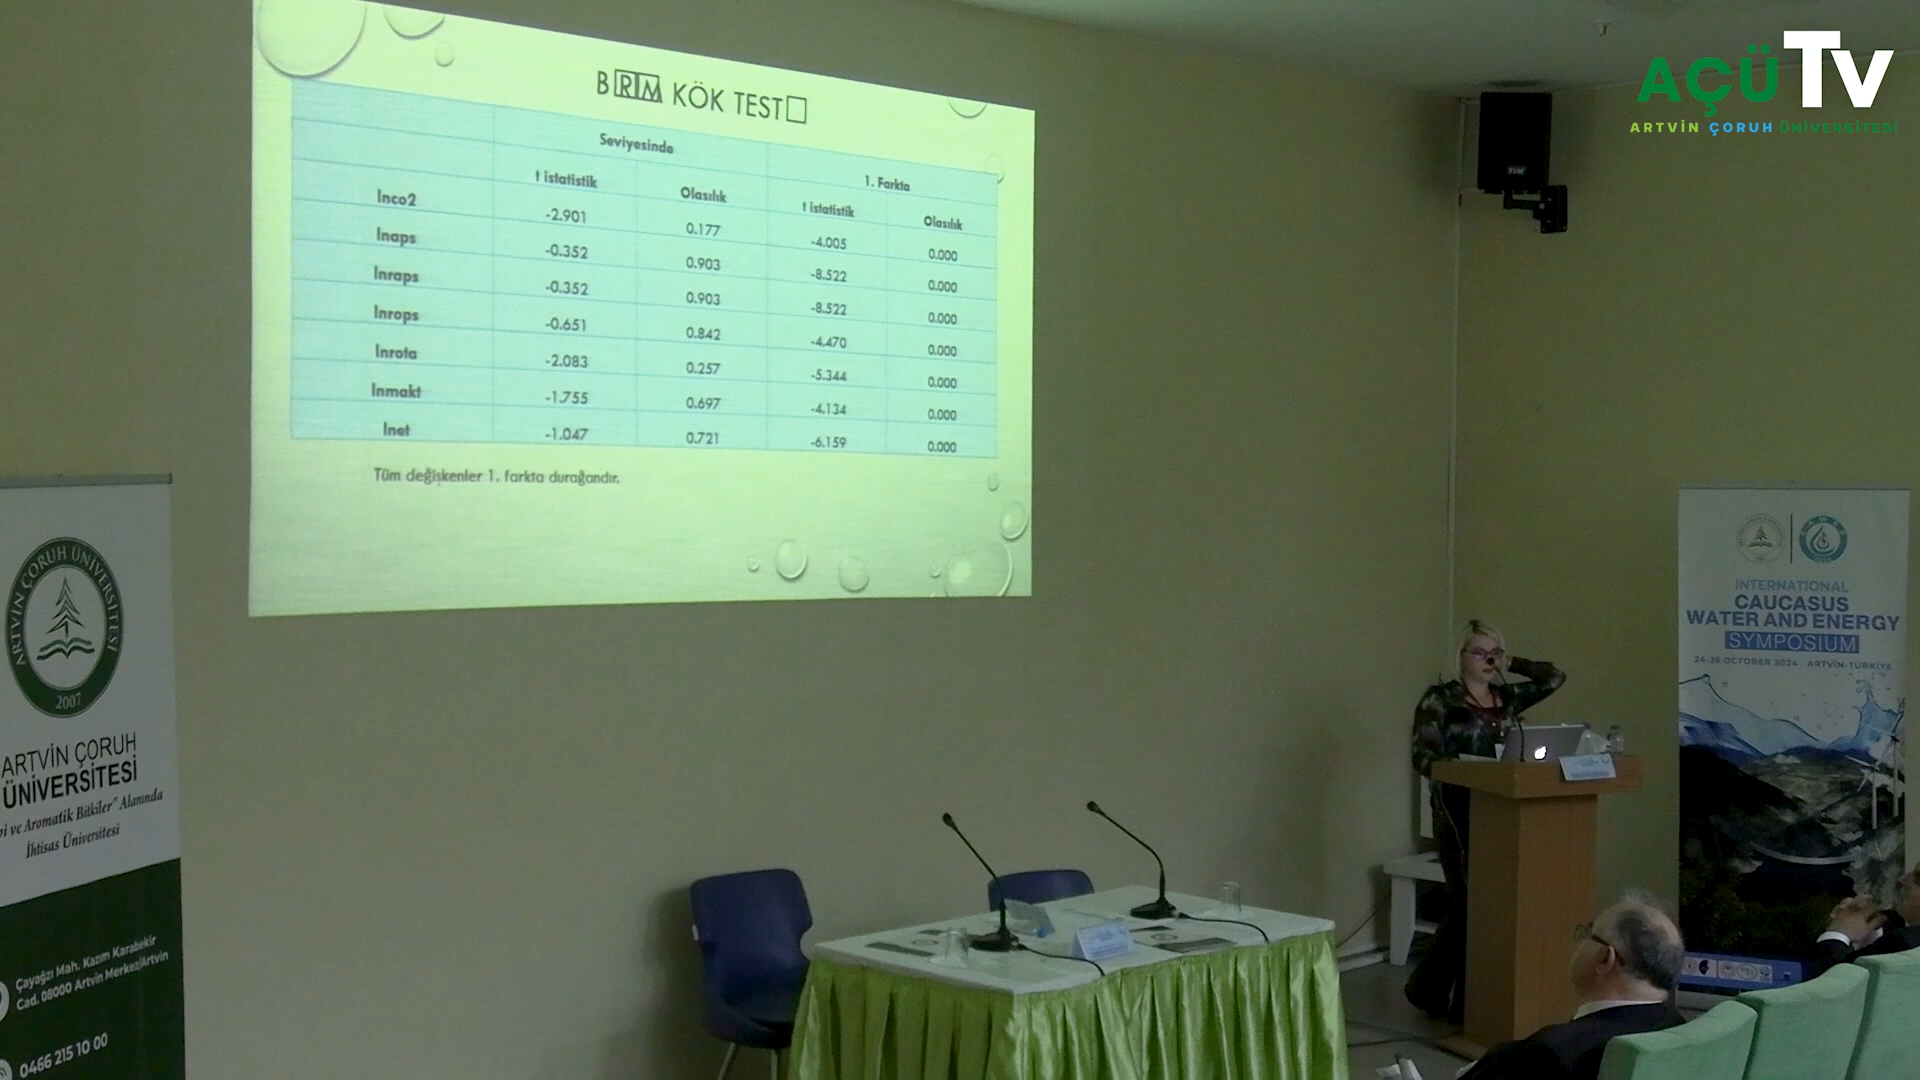 AÇÜTV
ARTVİN ÇORUH ÜNİVERSİTESİ
BRM KÖK TEST□
Seviyesinde 1. Farkta
t istatistik Olasılık t istatistik Olasılık
lnco2 -2.901 0.177 -4.005 0.000
lnaps -0.352 0.903 -8.522 0.000
lnraps -0.352 0.903 -8.522 0.000
lnrops -0.651 0.842 -4.470 0.000
lnrota -2.083 0.257 -5.344 0.000
lnmakt -1.755 0.697 -4.134 0.000
lnet -1.047 0.721 -6.159 0.000
Tüm değişkenler 1. farkta durağandır.
ARTVİN ÇORUH ÜNİVERSİTESİ
2007
ARTVİN ÇORUH
ÜNİVERSİTESİ
ve Aromatik Bitkiler" Alanında
İhtisas Üniversitesi
Çayağzı Mah. Kazım Karabekir
Cad. 08000 Artvin Merkez/Artvin
0466 215 10 00
INTERNATIONAL
CAUCASUS
WATER AND ENERGY
SYMPOSIUM
24-26 OCTOBER 2024 ARTVİN-TÜRKİYE